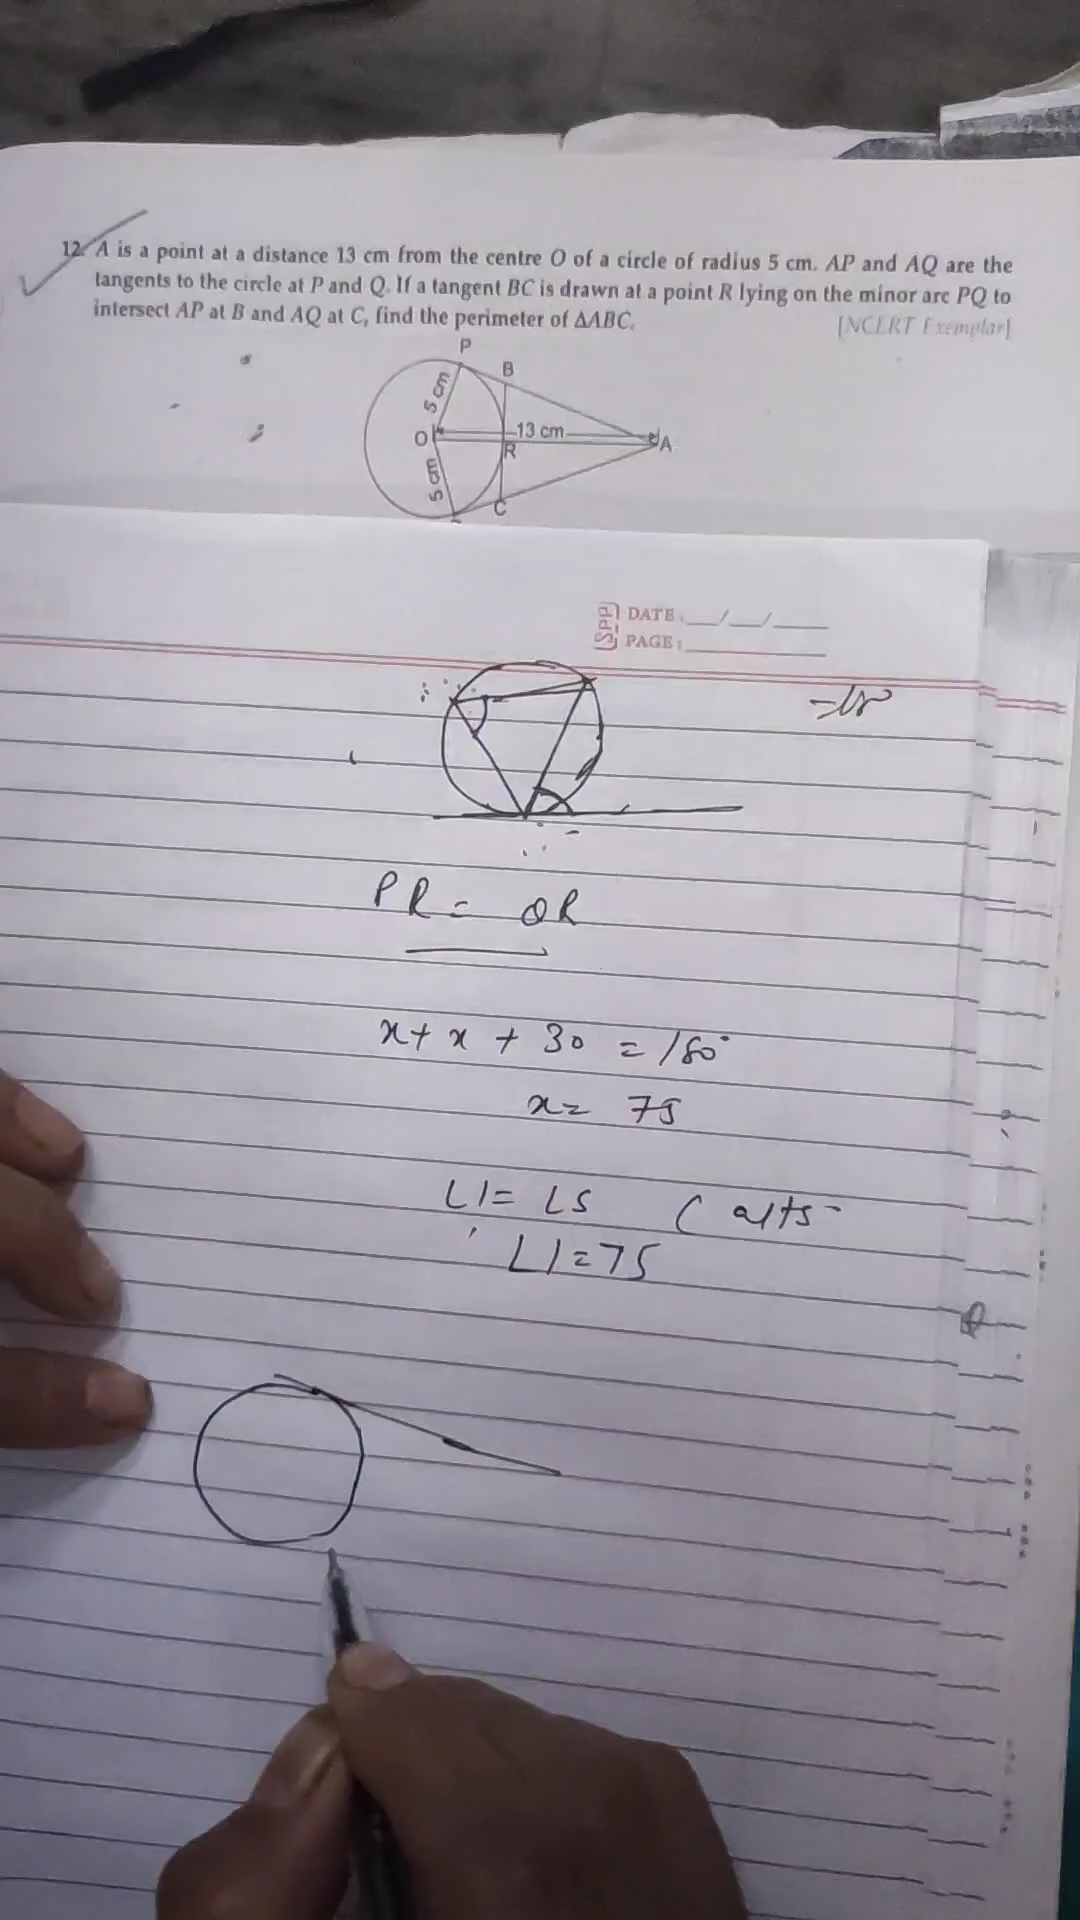 12. A is a point at a distance 13 cm from the centre O of a circle of radius 5 cm. AP and AQ are the
tangents to the circle at P and Q. If a tangent BC is drawn at a point R lying on the minor arc PQ to
intersect AP at B and AQ at C, find the perimeter of ΔABC.
[NCERT Exemplar]
P
B
5 cm
O
13 cm
A
R
5 cm
C
SPP DATE: __/__/____
PAGE:
PR = QR
x + x + 30 = 180°
x = 75
∠1 = ∠5 ( alts
∠1 = 75